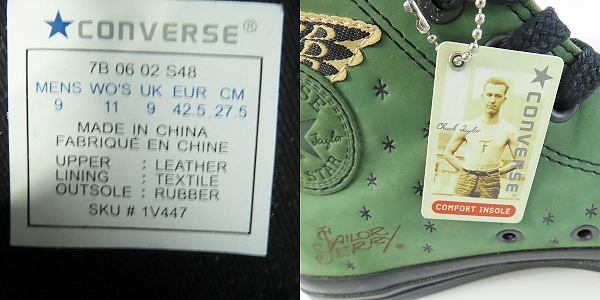 ★CONVERSE®
7B 06 02 S48
MENS WO'S UK EUR CM
9 11 9 42.5 27.5
MADE IN CHINA
FABRIQUÉ EN CHINE
UPPER : LEATHER
LINING : TEXTILE
OUTSOLE : RUBBER
SKU # 1V447
Taylor
STAR
SAILOR
JERRY
★CONVERSE®
Chuck Taylor
COMFORT INSOLE